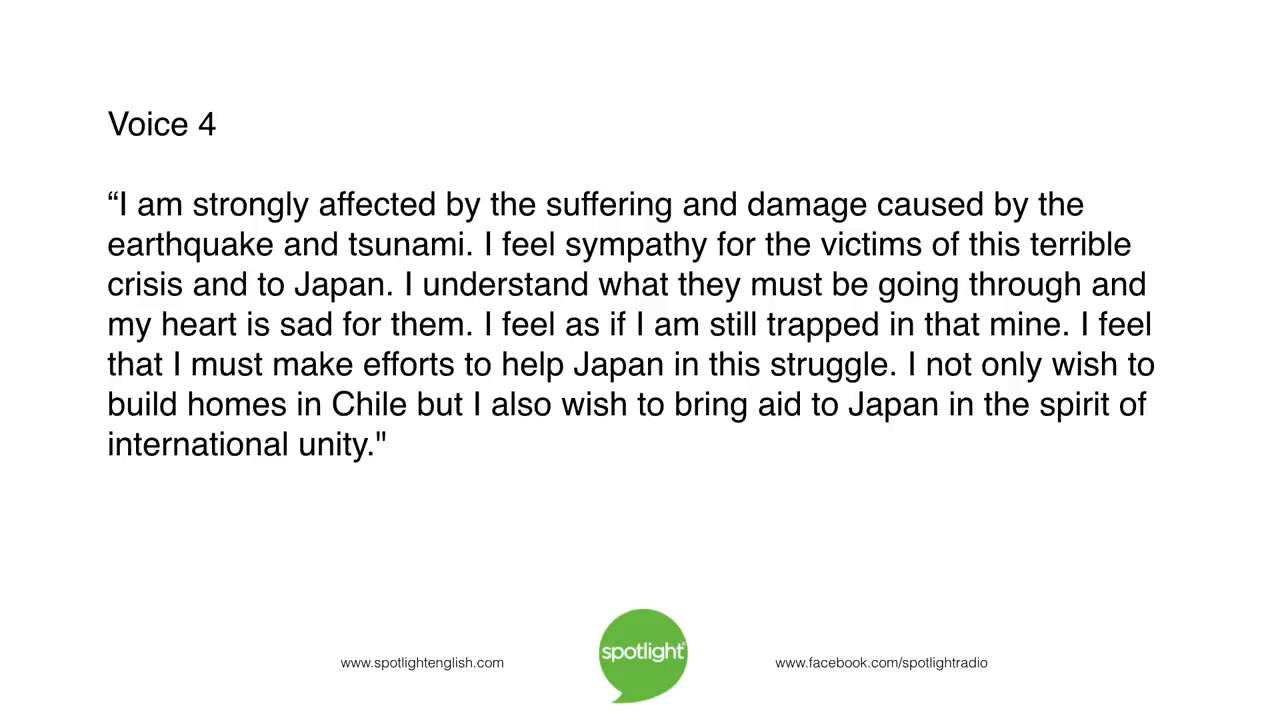 Voice 4
“I am strongly affected by the suffering and damage caused by the
earthquake and tsunami. I feel sympathy for the victims of this terrible
crisis and to Japan. I understand what they must be going through and
my heart is sad for them. I feel as if I am still trapped in that mine. I feel
that I must make efforts to help Japan in this struggle. I not only wish to
build homes in Chile but I also wish to bring aid to Japan in the spirit of
international unity."
www.spotlightenglish.com
spotlight®
www.facebook.com/spotlightradio